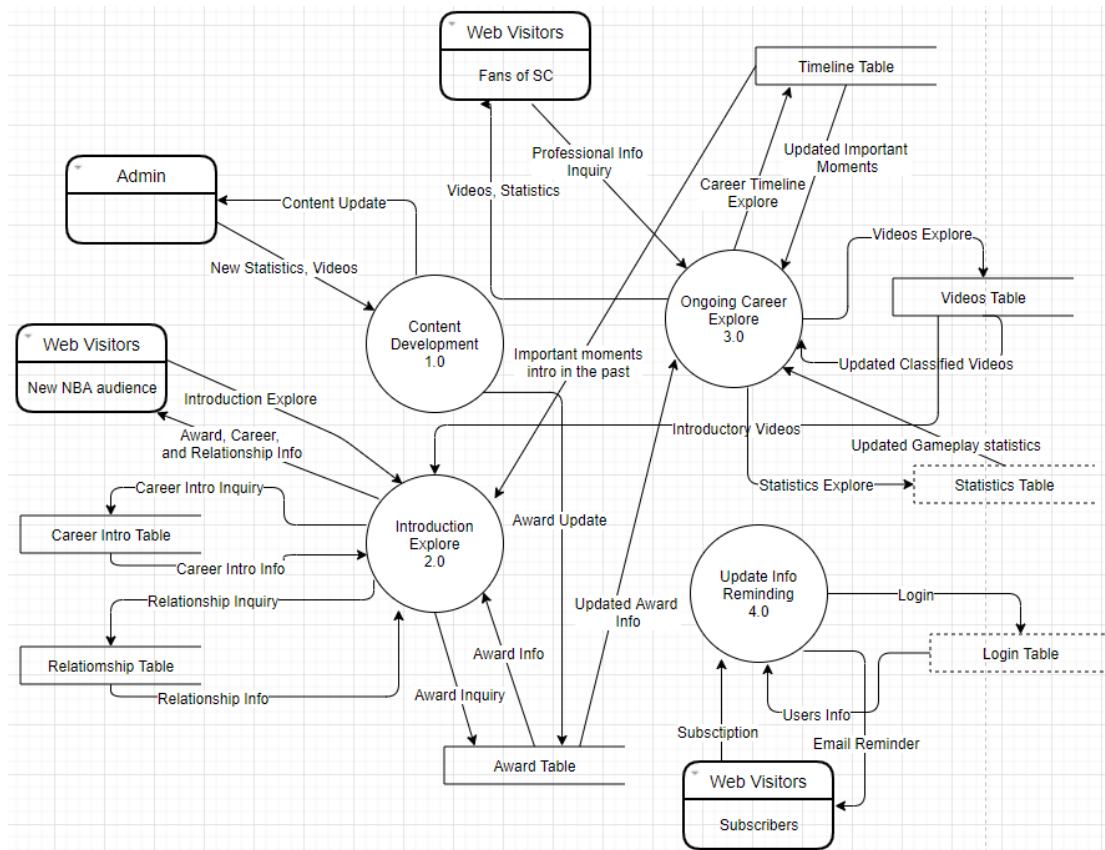 Web Visitors
Fans of SC
Timeline Table
Professional Info
Inquiry
Updated Important
Moments
Admin
Videos, Statistics
Career Timeline
Explore
Content Update
Videos Explore
New Statistics, Videos
Ongoing Career
Explore
3.0
Videos Table
Content
Development
1.0
Web Visitors
New NBA audience
Important moments
intro in the past
Updated Classified Videos
Introduction Explore
Introductory Videos
Award, Career,
and Relationship Info
Updated Gameplay statistics
Career Intro Inquiry
Statistics Explore
Statistics Table
Career Intro Table
Introduction
Explore
2.0
Award Update
Career Intro Info
Update Info
Reminding
4.0
Relationship Inquiry
Updated Award
Info
Login
Relatiomship Table
Award Info
Login Table
Relationship Info
Award Inquiry
Users Info
Subsctiption
Email Reminder
Award Table
Web Visitors
Subscribers